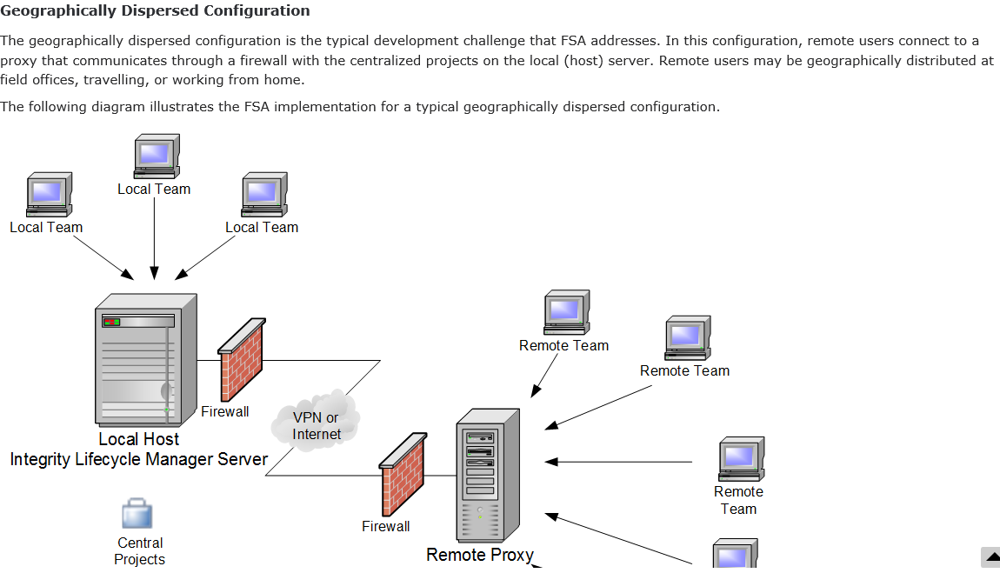 Geographically Dispersed Configuration
The geographically dispersed configuration is the typical development challenge that FSA addresses. In this configuration, remote users connect to a
proxy that communicates through a firewall with the centralized projects on the local (host) server. Remote users may be geographically distributed at
field offices, travelling, or working from home.
The following diagram illustrates the FSA implementation for a typical geographically dispersed configuration.
Local Team
Local Team
Local Team
Remote Team
Remote Team
Firewall
VPN or
Internet
Local Host
Integrity Lifecycle Manager Server
Remote
Team
Firewall
Central
Projects
Remote Proxy